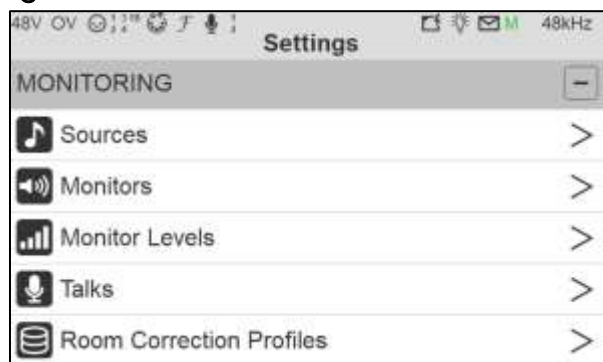 48V OV M 48kHz
Settings
MONITORING
Sources
Monitors
Monitor Levels
Talks
Room Correction Profiles